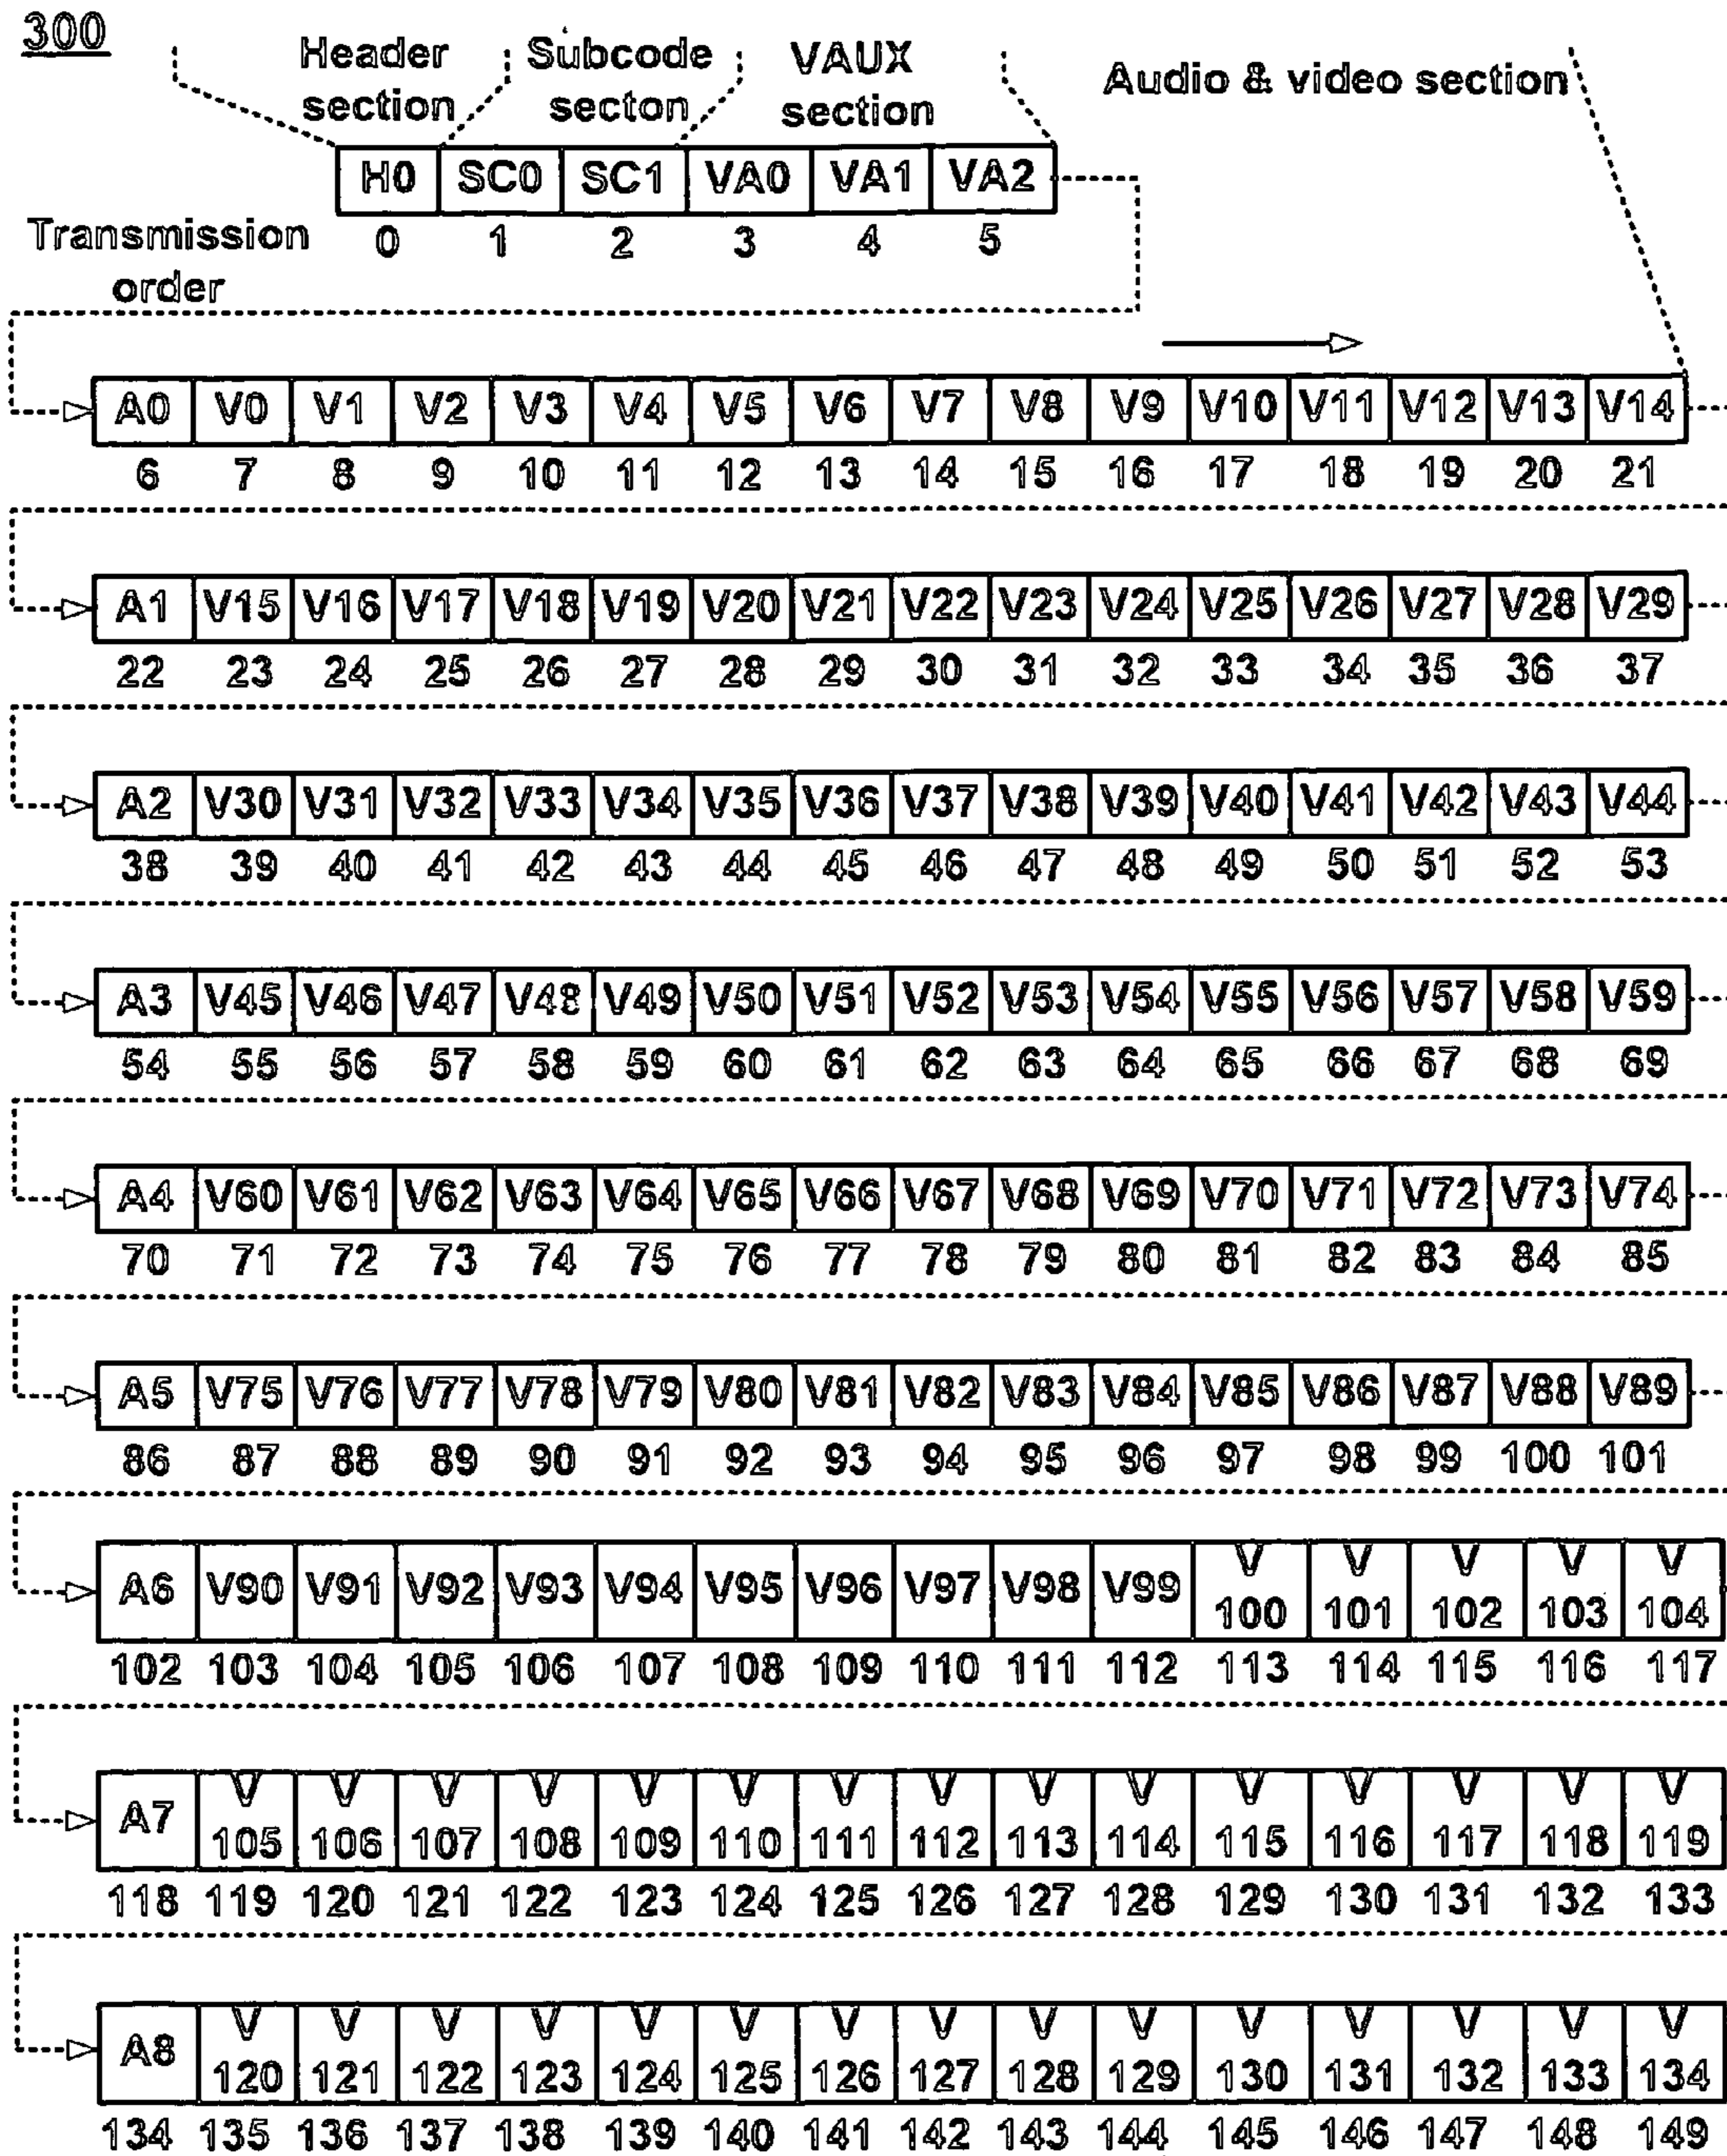 300
Header section
Subcode secton
VAUX section
Audio & video section
H0 SC0 SC1 VA0 VA1 VA2
Transmission order
0 1 2 3 4 5
A0 V0 V1 V2 V3 V4 V5 V6 V7 V8 V9 V10 V11 V12 V13 V14
6 7 8 9 10 11 12 13 14 15 16 17 18 19 20 21
A1 V15 V16 V17 V18 V19 V20 V21 V22 V23 V24 V25 V26 V27 V28 V29
22 23 24 25 26 27 28 29 30 31 32 33 34 35 36 37
A2 V30 V31 V32 V33 V34 V35 V36 V37 V38 V39 V40 V41 V42 V43 V44
38 39 40 41 42 43 44 45 46 47 48 49 50 51 52 53
A3 V45 V46 V47 V48 V49 V50 V51 V52 V53 V54 V55 V56 V57 V58 V59
54 55 56 57 58 59 60 61 62 63 64 65 66 67 68 69
A4 V60 V61 V62 V63 V64 V65 V66 V67 V68 V69 V70 V71 V72 V73 V74
70 71 72 73 74 75 76 77 78 79 80 81 82 83 84 85
A5 V75 V76 V77 V78 V79 V80 V81 V82 V83 V84 V85 V86 V87 V88 V89
86 87 88 89 90 91 92 93 94 95 96 97 98 99 100 101
A6 V90 V91 V92 V93 V94 V95 V96 V97 V98 V99 V 100 V 101 V 102 V 103 V 104
102 103 104 105 106 107 108 109 110 111 112 113 114 115 116 117
A7 V 105 V 106 V 107 V 108 V 109 V 110 V 111 V 112 V 113 V 114 V 115 V 116 V 117 V 118 V 119
118 119 120 121 122 123 124 125 126 127 128 129 130 131 132 133
A8 V 120 V 121 V 122 V 123 V 124 V 125 V 126 V 127 V 128 V 129 V 130 V 131 V 132 V 133 V 134
134 135 136 137 138 139 140 141 142 143 144 145 146 147 148 149